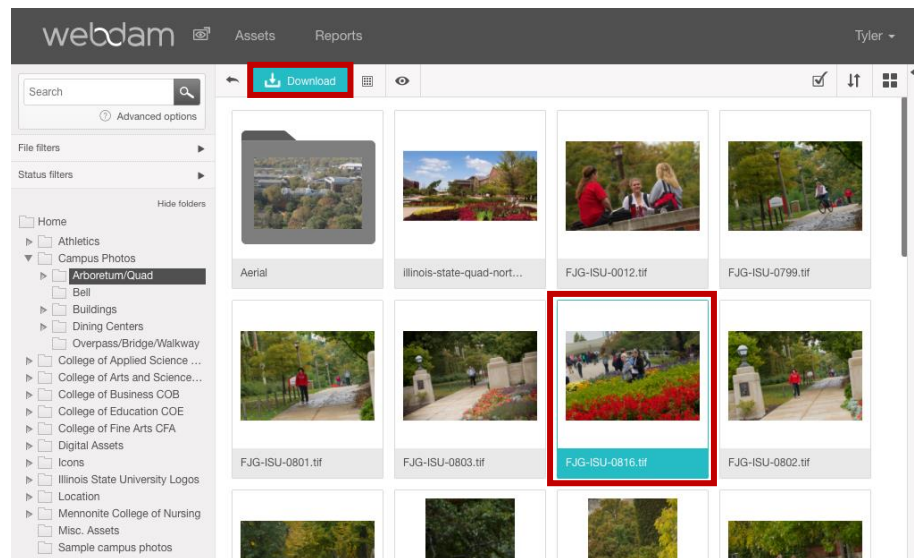 webdam
Assets Reports Tyler
Search
Download
Advanced options
File filters
Status filters
Hide folders
Home
Athletics
Campus Photos
Arboretum/Quad
Bell
Buildings
Dining Centers
Overpass/Bridge/Walkway
College of Applied Science ...
College of Arts and Science...
College of Business COB
College of Education COE
College of Fine Arts CFA
Digital Assets
Icons
Illinois State University Logos
Location
Mennonite College of Nursing
Misc. Assets
Sample campus photos
Aerial
illinois-state-quad-nort...
FJG-ISU-0012.tif
FJG-ISU-0799.tif
FJG-ISU-0801.tif
FJG-ISU-0803.tif
FJG-ISU-0816.tif
FJG-ISU-0802.tif